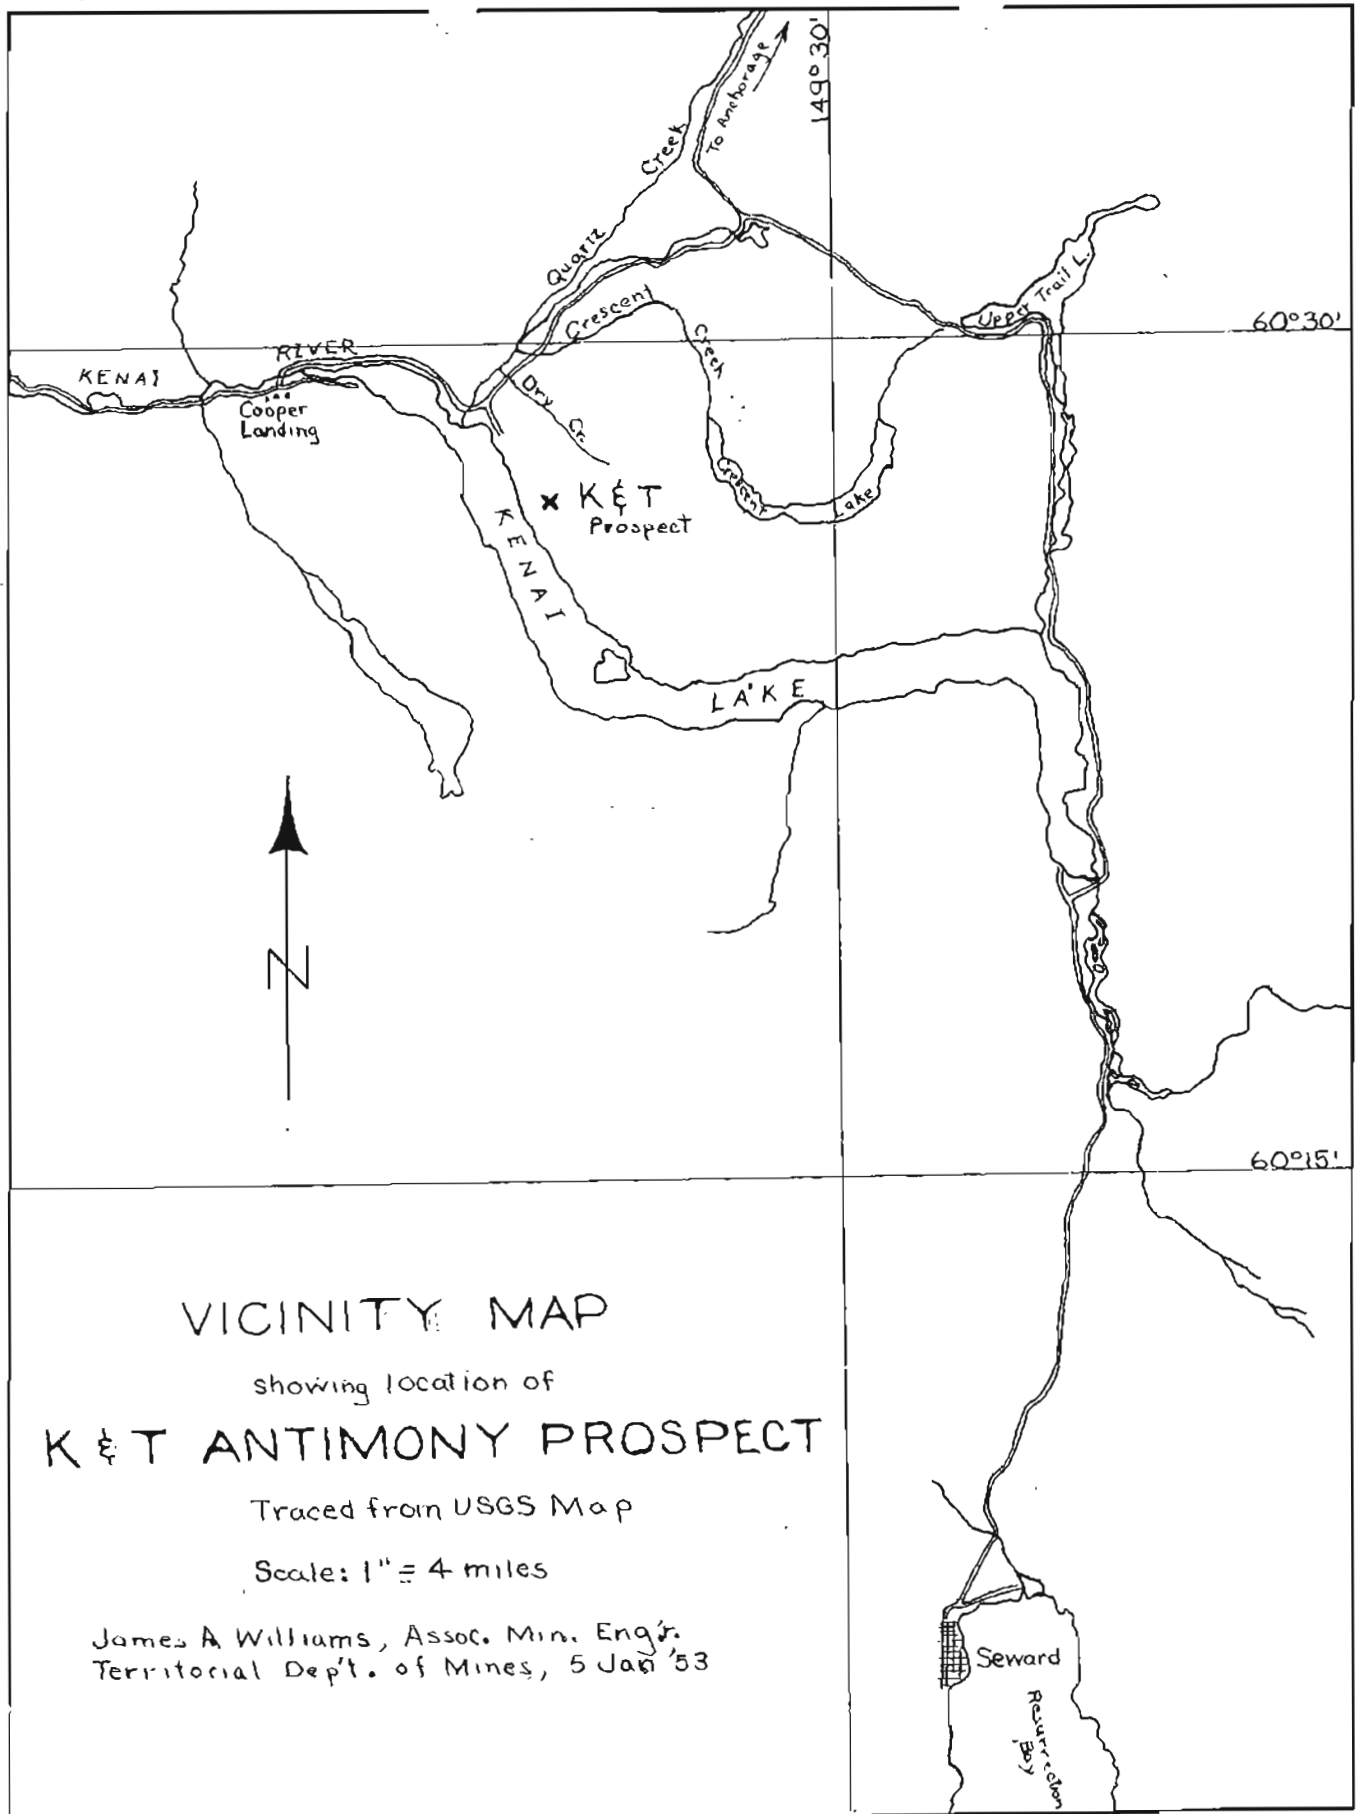 149° 30'
To Anchorage
Quartz Creek
Upper Trail L.
60° 30'
Crescent Creek
KENAI RIVER
Dry Cr.
Cooper
Landing
Crescent Lake
x K & T
Prospect
KENAI LAKE
N
60° 15'
VICINITY MAP
showing location of
K & T ANTIMONY PROSPECT
Traced from USGS Map
Scale: 1" = 4 miles
James A Williams, Assoc. Min. Eng'r.
Territorial Dep't. of Mines, 5 Jan '53
Seward
Resurrection
Bay